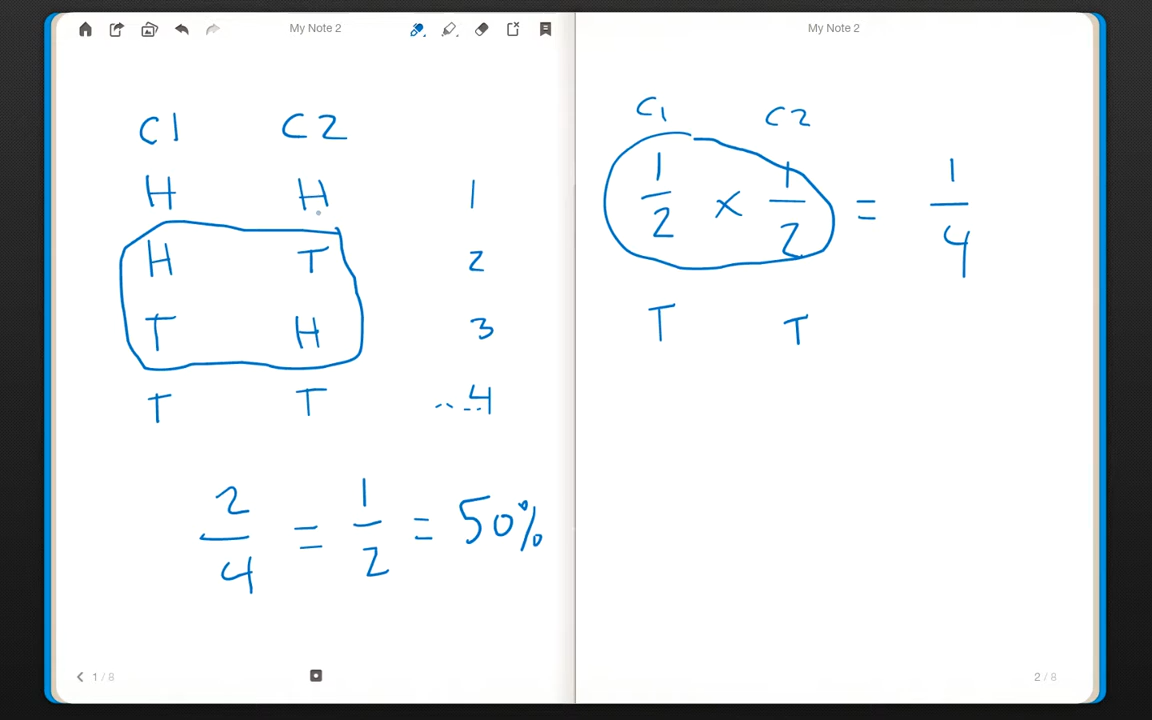 My Note 2
C1 C2
H H 1
H T 2
T H 3
T T 4
2/4 = 1/2 = 50%
1 / 8
My Note 2
C1 C2
1/2 × 1/2 = 1/4
T T
2 / 8